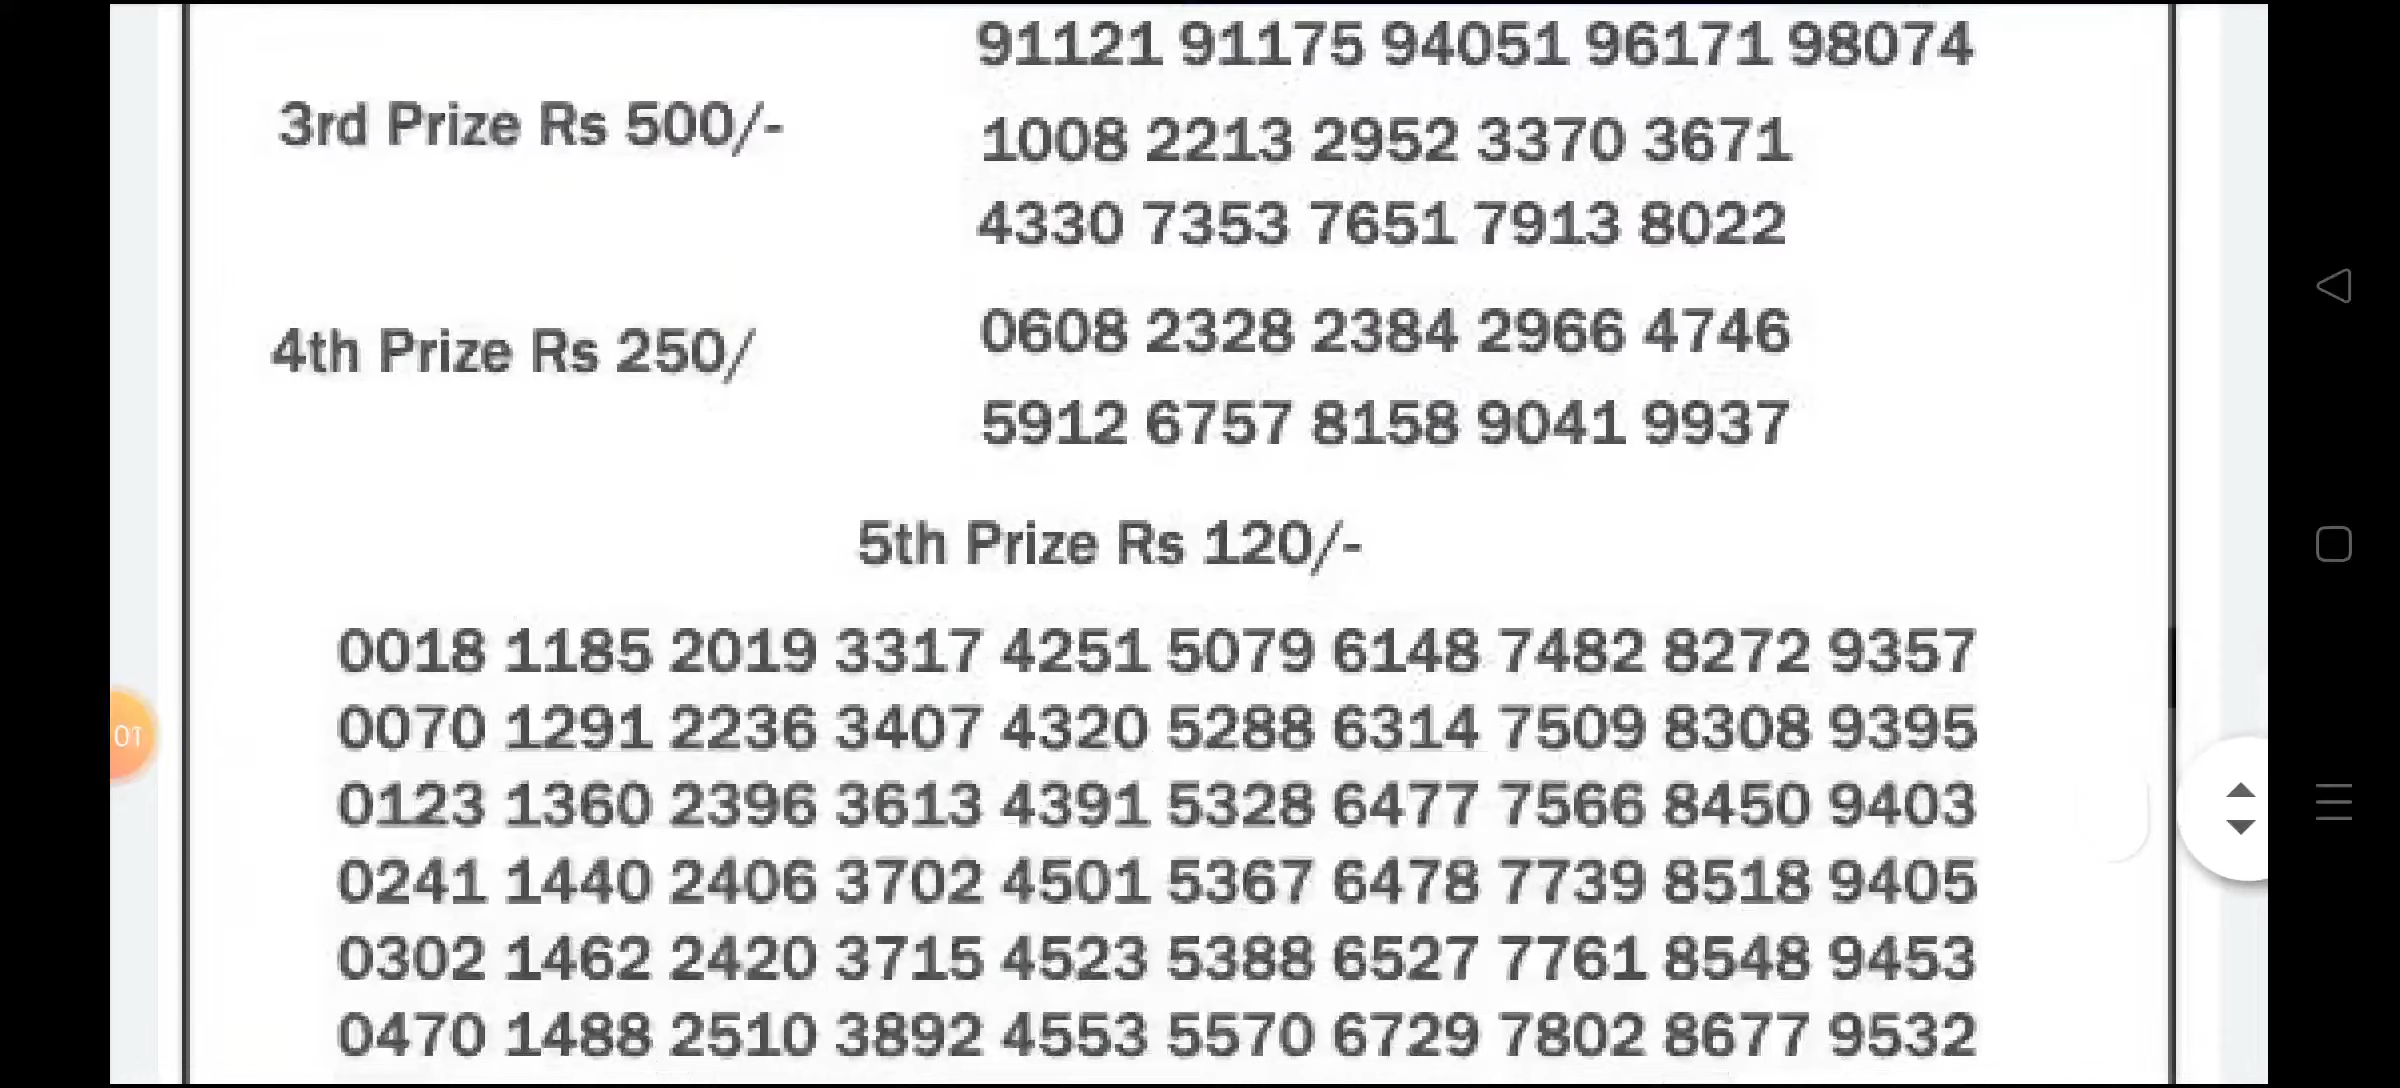 91121 91175 94051 96171 98074
3rd Prize Rs 500/-
1008 2213 2952 3370 3671
4330 7353 7651 7913 8022
4th Prize Rs 250/
0608 2328 2384 2966 4746
5912 6757 8158 9041 9937
5th Prize Rs 120/-
0018 1185 2019 3317 4251 5079 6148 7482 8272 9357
0070 1291 2236 3407 4320 5288 6314 7509 8308 9395
0123 1360 2396 3613 4391 5328 6477 7566 8450 9403
0241 1440 2406 3702 4501 5367 6478 7739 8518 9405
0302 1462 2420 3715 4523 5388 6527 7761 8548 9453
0470 1488 2510 3892 4553 5570 6729 7802 8677 9532